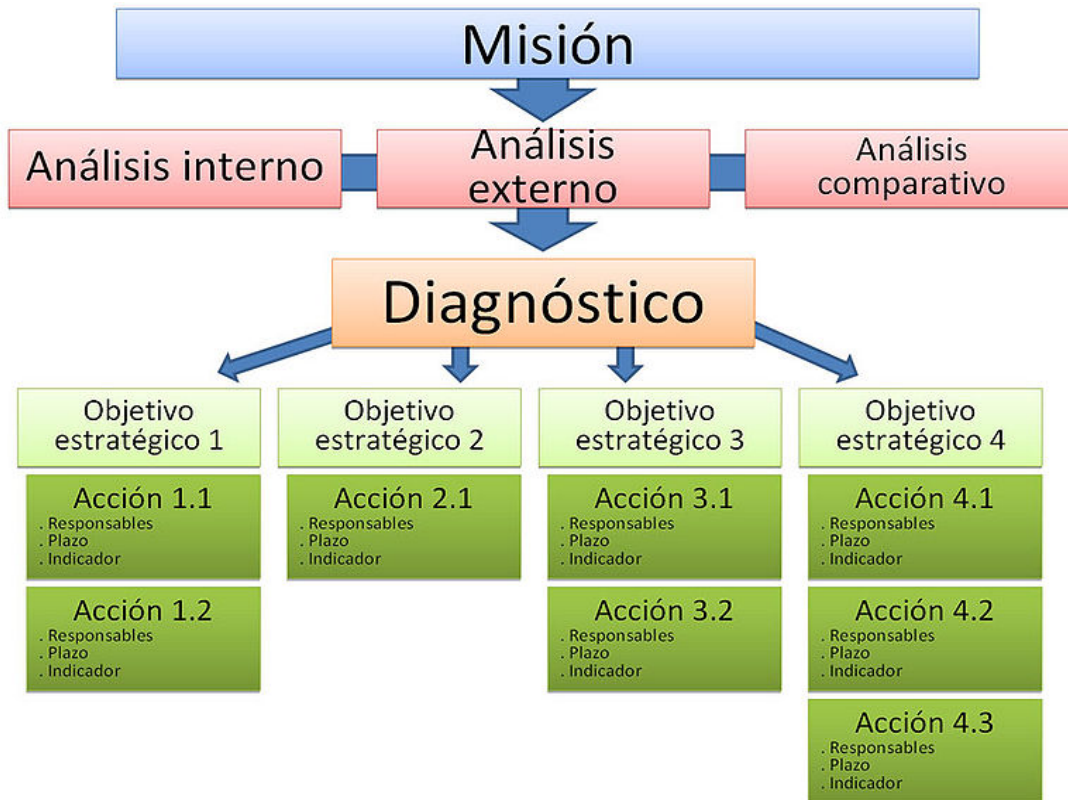 Misión
Análisis interno
Análisis
externo
Análisis
comparativo
Diagnóstico
Objetivo
estratégico 1
Acción 1.1
. Responsables
. Plazo
. Indicador
Acción 1.2
. Responsables
. Plazo
. Indicador
Objetivo
estratégico 2
Acción 2.1
. Responsables
. Plazo
. Indicador
Objetivo
estratégico 3
Acción 3.1
. Responsables
. Plazo
. Indicador
Acción 3.2
. Responsables
. Plazo
. Indicador
Objetivo
estratégico 4
Acción 4.1
. Responsables
. Plazo
. Indicador
Acción 4.2
. Responsables
. Plazo
. Indicador
Acción 4.3
. Responsables
. Plazo
. Indicador